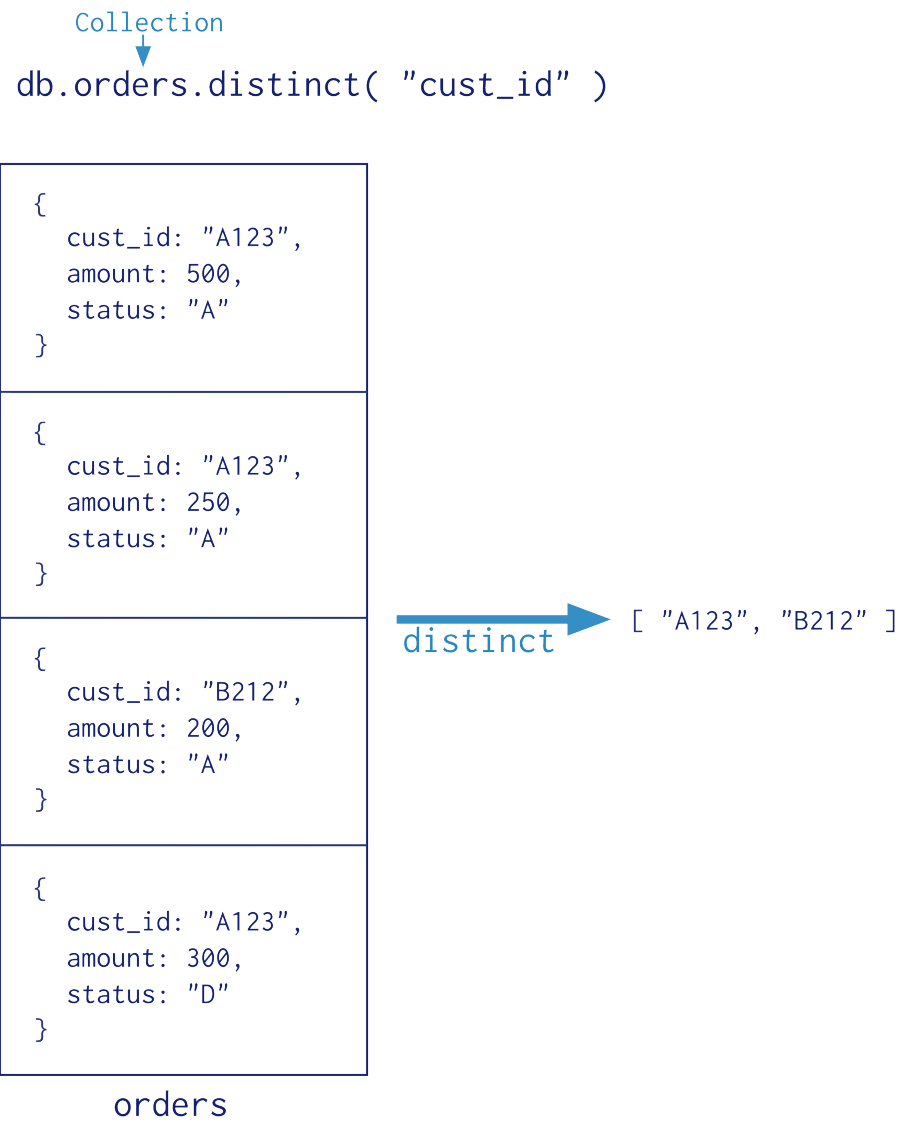 Collection
db.orders.distinct( "cust_id" )
{
cust_id: "A123",
amount: 500,
status: "A"
}
{
cust_id: "A123",
amount: 250,
status: "A"
}
{
cust_id: "B212",
amount: 200,
status: "A"
}
{
cust_id: "A123",
amount: 300,
status: "D"
}
orders
distinct
[ "A123", "B212" ]